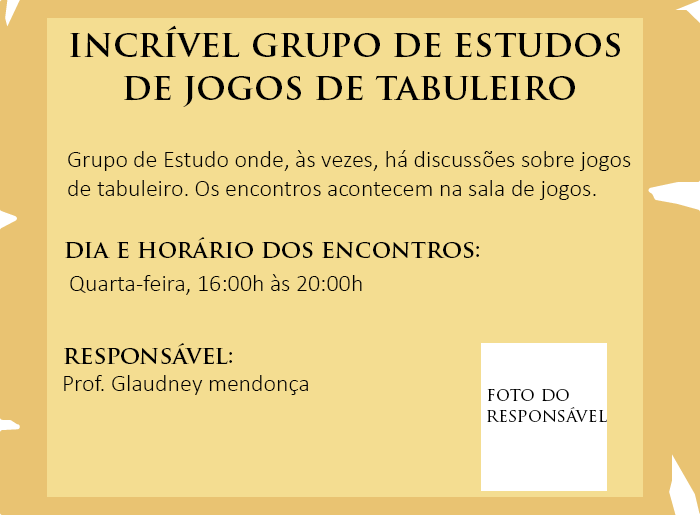 INCRÍVEL GRUPO DE ESTUDOS
DE JOGOS DE TABULEIRO
Grupo de Estudo onde, às vezes, há discussões sobre jogos
de tabuleiro. Os encontros acontecem na sala de jogos.
DIA E HORÁRIO DOS ENCONTROS:
Quarta-feira, 16:00h às 20:00h
RESPONSÁVEL:
Prof. Glaudney mendonça
FOTO DO
RESPONSÁVEL